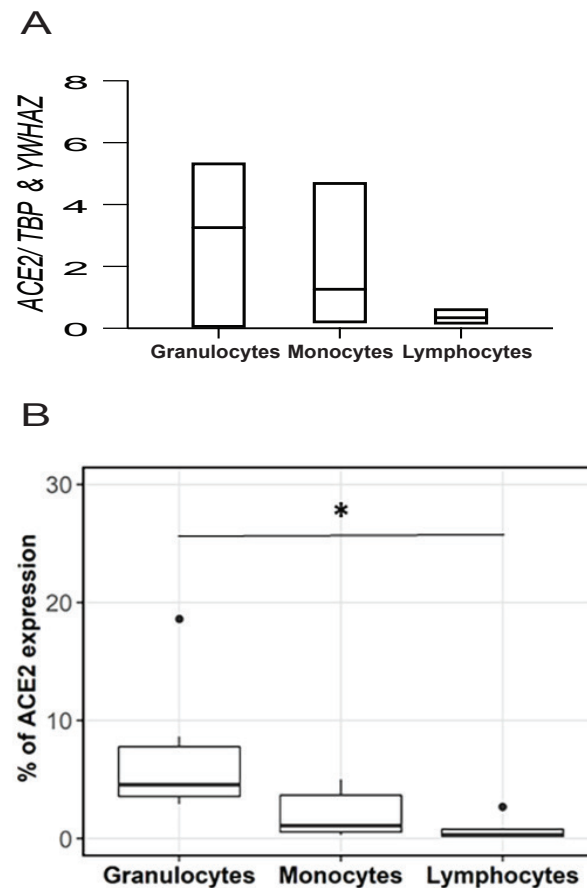 A
ACE2/ TBP & YWHAZ
8
6
4
2
0
Granulocytes Monocytes Lymphocytes
B
% of ACE2 expression
30
20
10
0
*
Granulocytes Monocytes Lymphocytes